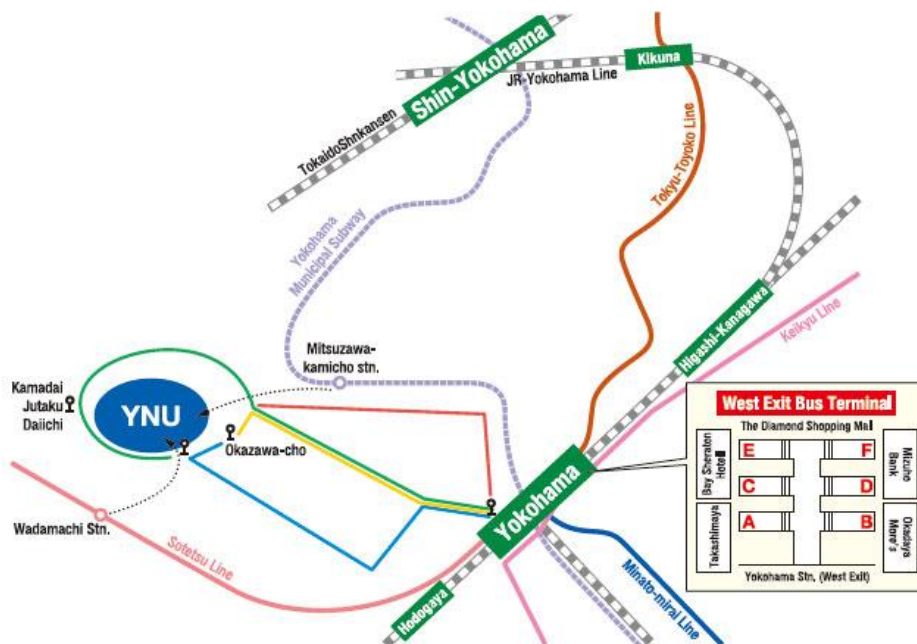 Shin-Yokohama
Kikuna
JR-Yokohama Line
TokaidoShnkansen
Tokyu-Toyoko Line
Yokohama
Municipal Subway
Higashi-Kanagawa
Keikyu Line
Mitsuzawa-
kamicho stn.
Kamadai
Jutaku
Daiichi
YNU
Okazawa-cho
Wadamachi Stn.
Sotetsu Line
Yokohama
Hodogaya
Minato-mirai Line
West Exit Bus Terminal
The Diamond Shopping Mall
Bay Sheraton
Hotel
E
F
Mizuho
Bank
C
D
Takashimaya
A
B
Okadaya
More's
Yokohama Stn. (West Exit)